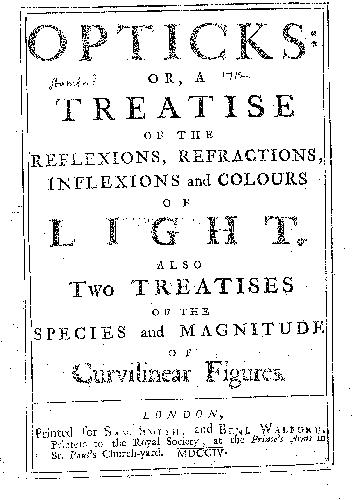 OPTICKS:
OR, A
TREATISE
OF THE
REFLEXIONS, REFRACTIONS,
INFLEXIONS and COLOURS
OF
LIGHT.
ALSO
Two TREATISES
OF THE
SPECIES and MAGNITUDE
OF
Curvilinear Figures.
LONDON,
Printed for SAM. SMITH, and BENJ. WALFORD,
Printers to the Royal Society, at the Prince's Arms in
St. Paul's Church-yard. MDCCIV.